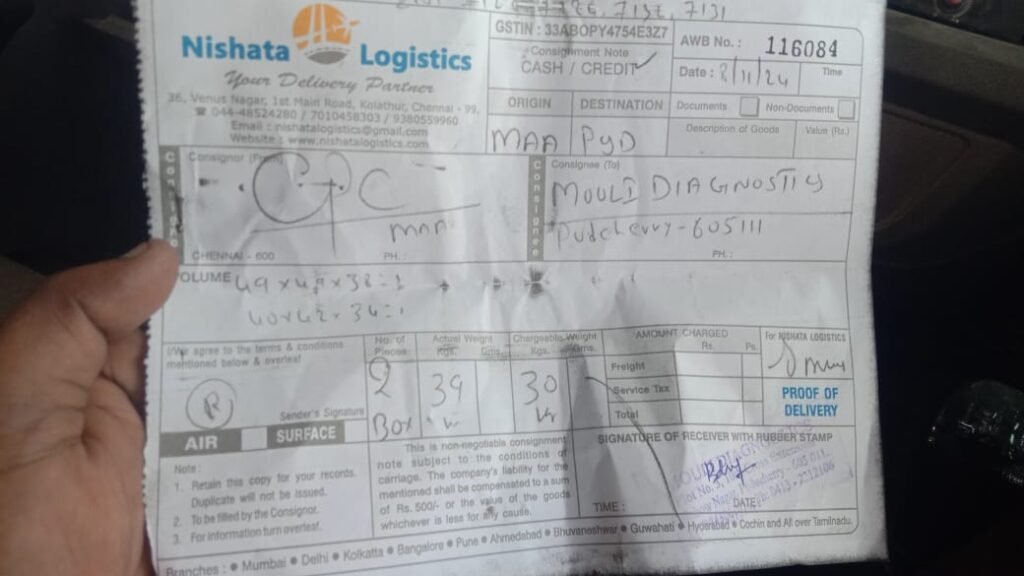 7132, 7131
Nishata Logistics
Your Delivery Partner
36, Venus Nagar, 1st Main Road, Kolathur, Chennai - 99.
☎ 044-48524280 / 7010458303 / 9380559960
Email : nishatalogistics@gmail.com
Website : www.nishatalogistics.com
GSTIN : 33ABOPY4754E3Z7
Consignment Note
CASH / CREDIT ✓
AWB No. : 116084
Date : 8/11/24 Time
ORIGIN DESTINATION Documents Non-Documents
MAA PYD Description of Goods Value (Rs.)
Consignor (From)
CPC
MAA
CHENNAI - 600 PH. :
Consignee
Consignee (To)
MOULI DIAGNOSTICS
Puducherry - 605111
PH. :
VOLUME
I/We agree to the terms & conditions
mentioned below & overleaf
R
Sender's Signature
AIR SURFACE
No. of Pieces
2
Box
Actual Weight
Kgs. Gms.
39
Chargeable Weight
Kgs. Gms.
30
AMOUNT CHARGED
Rs. Ps.
Freight
Service Tax
Total
For NISHATA LOGISTICS
PROOF OF
DELIVERY
Note :
1. Retain this copy for your records.
Duplicate will not be issued.
2. To be filled by the Consignor.
3. For information turn overleaf.
This is non-negotiable consignment
note subject to the conditions of
carriage. The company's liability for the
mentioned shall be compensated to a sum
of Rs. 500/- or the value of the goods
whichever is less for any cause.
SIGNATURE OF RECEIVER WITH RUBBER STAMP
TIME : DATE :
Branches : ● Mumbai ● Delhi ● Kolkatta ● Bangalore ● Pune ● Ahmedabad ● Bhuvaneshwar ● Guwahati ● Hyderabad ● Cochin and All over Tamilnadu.